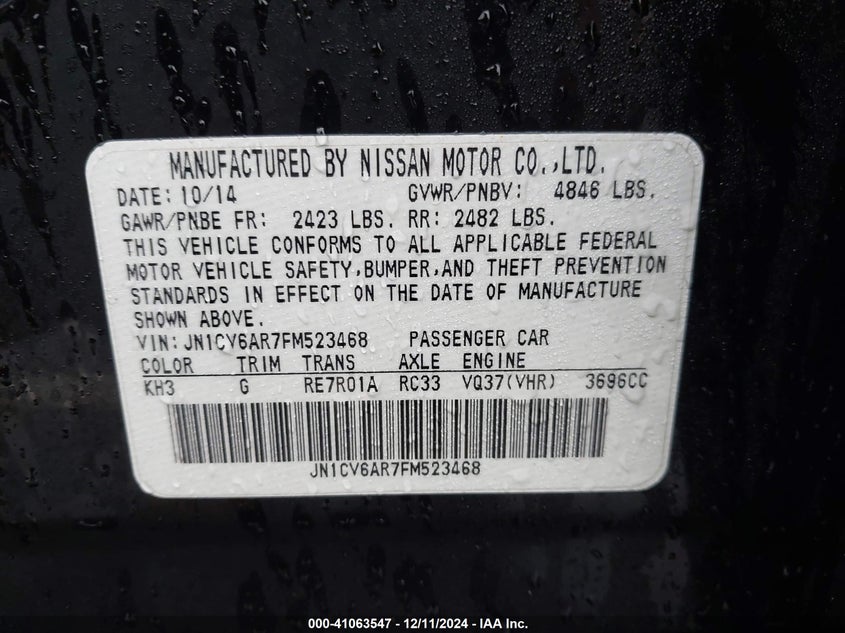 MANUFACTURED BY NISSAN MOTOR CO.,LTD.
DATE: 10/14 GVWR/PNBV: 4846 LBS.
GAWR/PNBE FR: 2423 LBS. RR: 2482 LBS.
THIS VEHICLE CONFORMS TO ALL APPLICABLE FEDERAL
MOTOR VEHICLE SAFETY,BUMPER,AND THEFT PREVENTION
STANDARDS IN EFFECT ON THE DATE OF MANUFACTURE
SHOWN ABOVE.
VIN: JN1CV6AR7FM523468 PASSENGER CAR
COLOR TRIM TRANS AXLE ENGINE
KH3 G RE7R01A RC33 VQ37(VHR) 3696CC
JN1CV6AR7FM523468
000-41063547 - 12/11/2024 - IAA Inc.